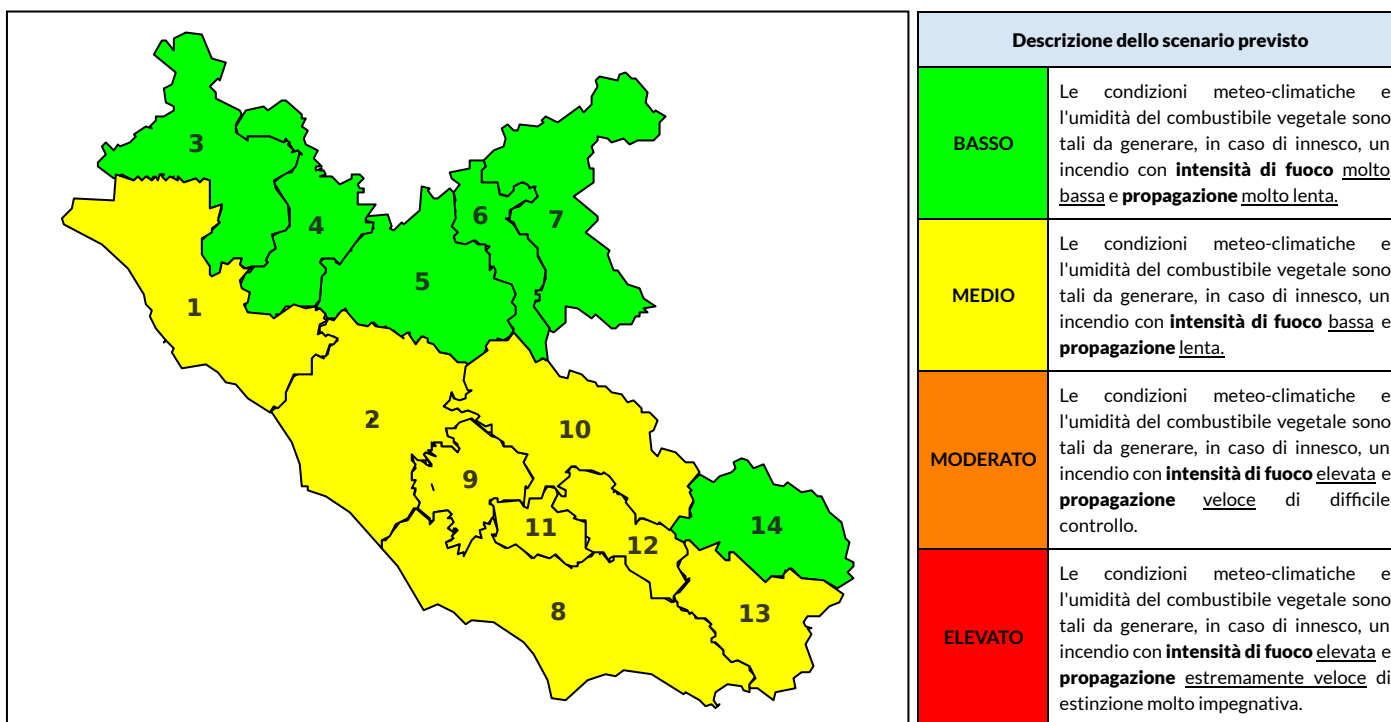 3
4
6
7
5
1
2
10
9
14
11
12
8
13
Descrizione dello scenario previsto
BASSO
Le condizioni meteo-climatiche e
l'umidità del combustibile vegetale sono
tali da generare, in caso di innesco, un
incendio con intensità di fuoco molto
bassa e propagazione molto lenta.
MEDIO
Le condizioni meteo-climatiche e
l'umidità del combustibile vegetale sono
tali da generare, in caso di innesco, un
incendio con intensità di fuoco bassa e
propagazione lenta.
MODERATO
Le condizioni meteo-climatiche e
l'umidità del combustibile vegetale sono
tali da generare, in caso di innesco, un
incendio con intensità di fuoco elevata e
propagazione veloce di difficile
controllo.
ELEVATO
Le condizioni meteo-climatiche e
l'umidità del combustibile vegetale sono
tali da generare, in caso di innesco, un
incendio con intensità di fuoco elevata e
propagazione estremamente veloce di
estinzione molto impegnativa.